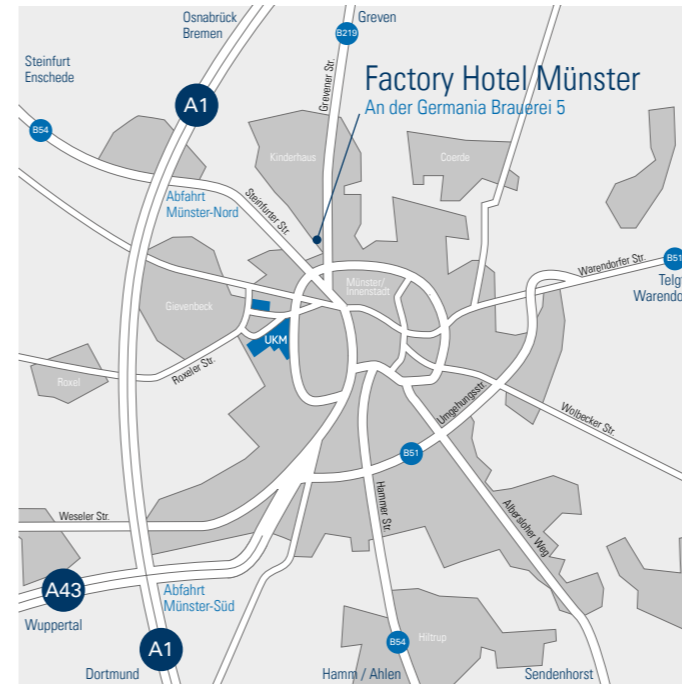 Osnabrück
Bremen
Greven
B219
Steinfurt
Enschede
Grevener Str.
Factory Hotel Münster
An der Germania Brauerei 5
A1
B54
Kinderhaus
Coerde
Abfahrt
Münster-Nord
Steinfurter Str.
Warendorfer Str.
B51
Telg
Warendo
Münster/
Innenstadt
Gievenbeck
UKM
Roxeler Str.
Roxel
Umgehungsstr.
Wolbecker Str.
B51
Weseler Str.
Hammer Str.
Albersloher Weg
A43
Wuppertal
Abfahrt
Münster-Süd
A1
Dortmund
B54
Hiltrup
Hamm / Ahlen
Sendenhorst